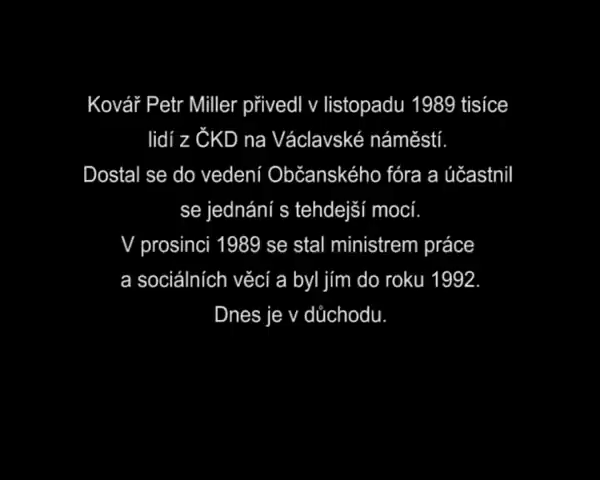 Kovář Petr Miller přivedl v listopadu 1989 tisíce
lidí z ČKD na Václavské náměstí.
Dostal se do vedení Občanského fóra a účastnil
se jednání s tehdejší mocí.
V prosinci 1989 se stal ministrem práce
a sociálních věcí a byl jím do roku 1992.
Dnes je v důchodu.